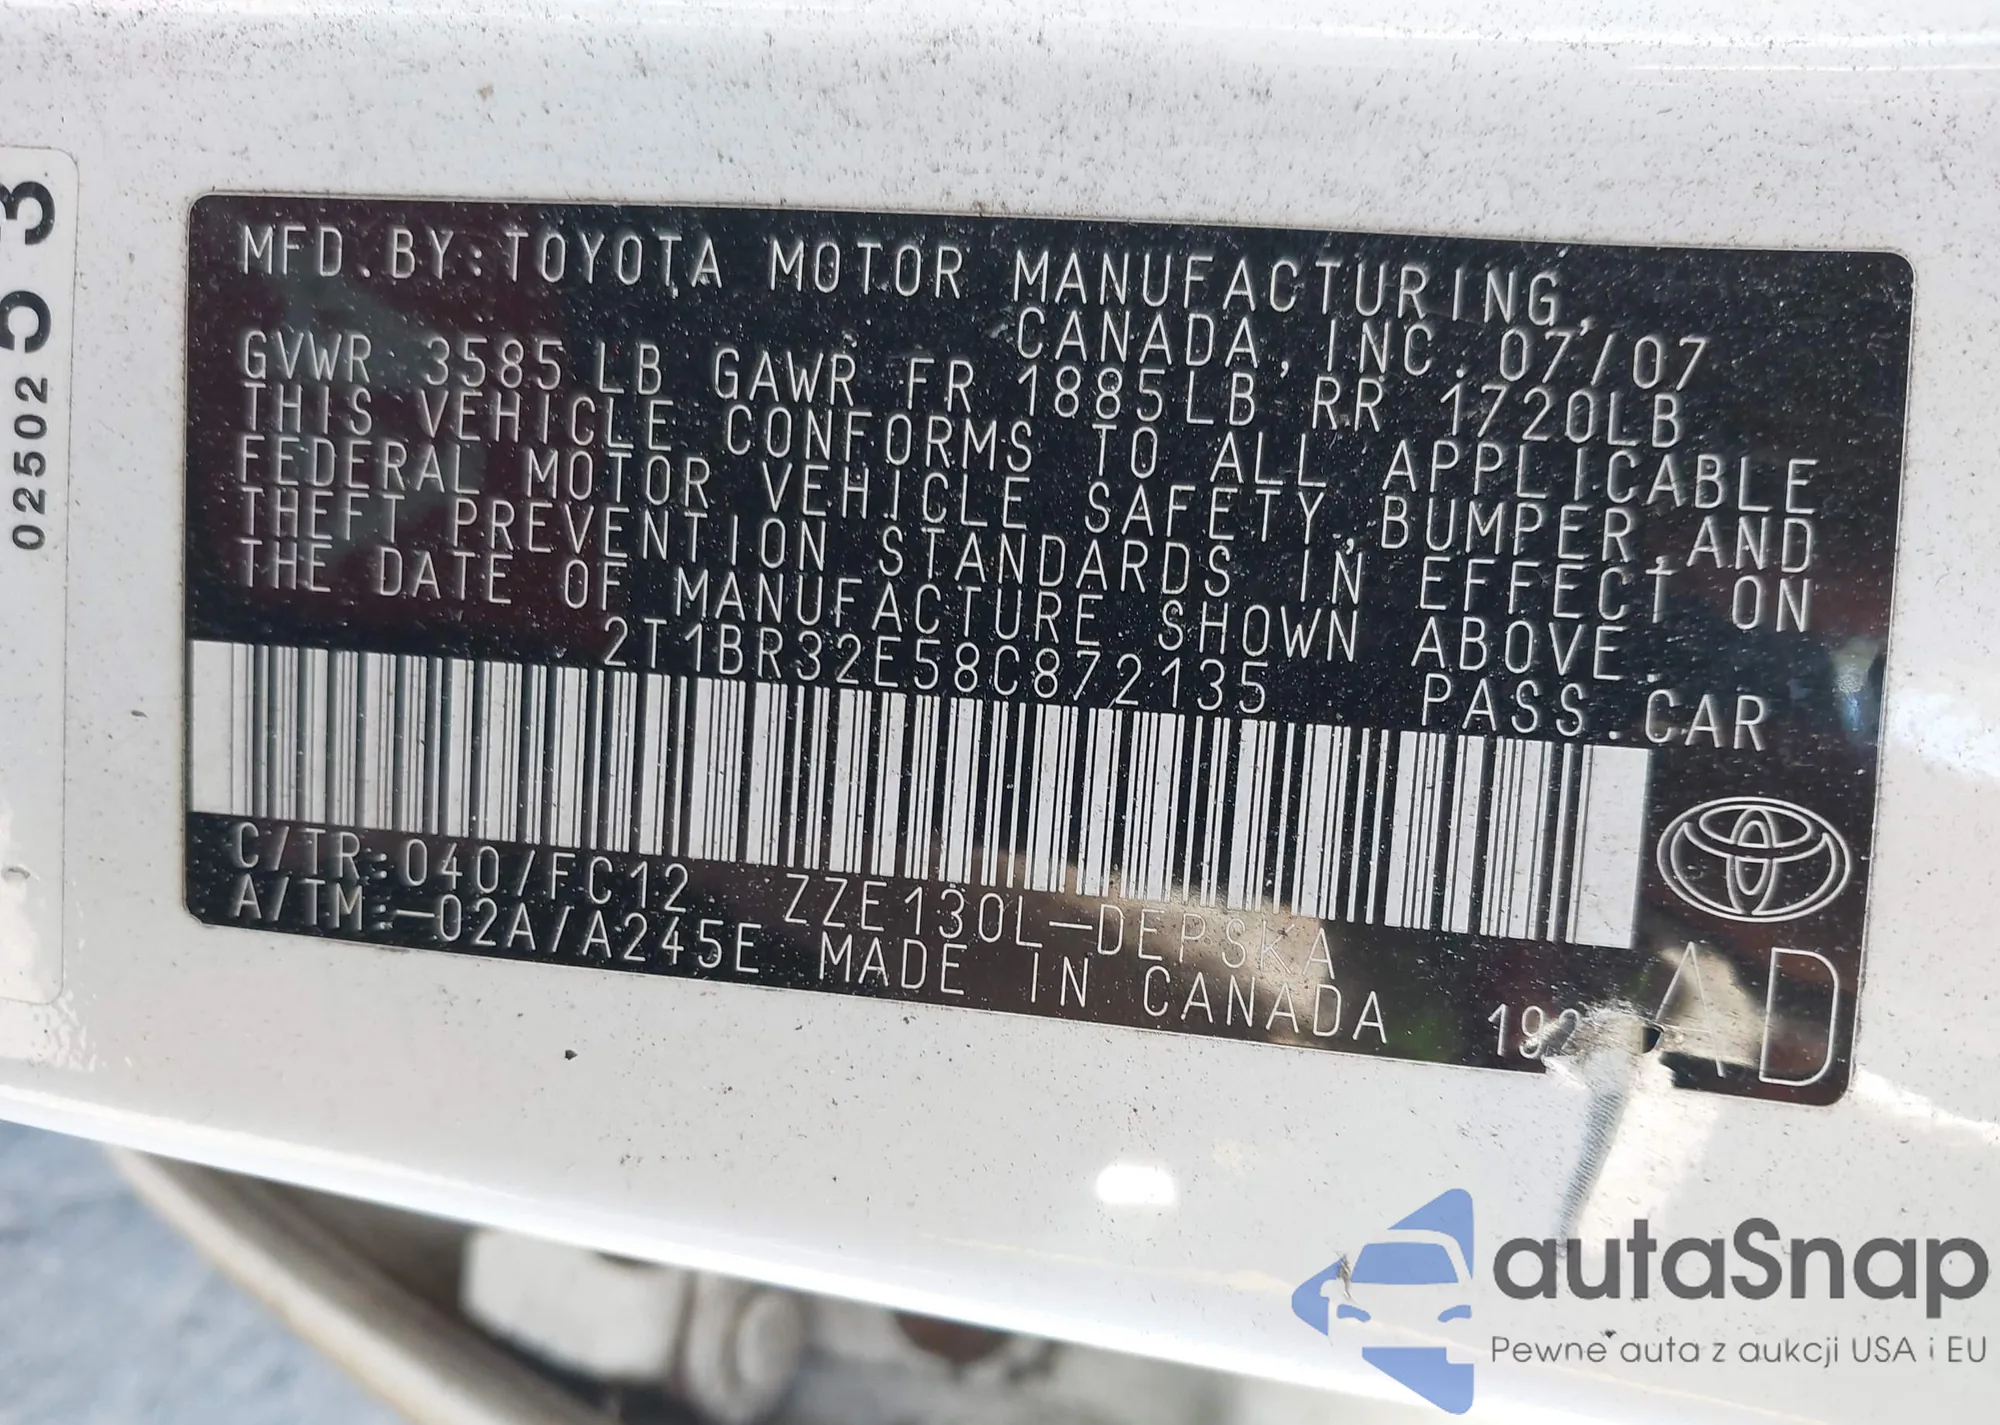 02502 5 3
MFD.BY:TOYOTA MOTOR MANUFACTURING,
CANADA,INC.07/07
GVWR 3585LB GAWR FR 1885LB RR 1720LB
THIS VEHICLE CONFORMS TO ALL APPLICABLE
FEDERAL MOTOR VEHICLE SAFETY,BUMPER,AND
THEFT PREVENTION STANDARDS IN EFFECT ON
THE DATE OF MANUFACTURE SHOWN ABOVE.
2T1BR32E58C872135 PASS.CAR
C/TR:040/FC12 ZZE130L-DEPSKA
A/TM:-02A/A245E MADE IN CANADA
AD
autaSnap
Pewne auta z aukcji USA i EU